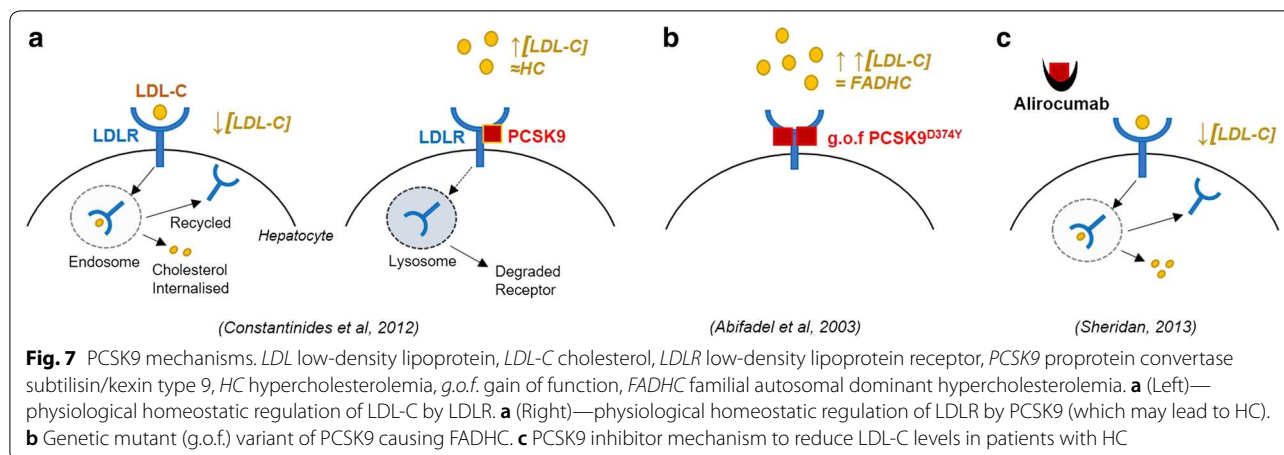 a
LDL-C
LDLR
↓[LDL-C]
Endosome
Recycled
Cholesterol
Internalised
Hepatocyte
↑[LDL-C]
≈HC
LDLR
PCSK9
Lysosome
Degraded
Receptor
(Constantinides et al, 2012)
b
↑ ↑[LDL-C]
= FADHC
g.o.f PCSK9ᴰ³⁷⁴ʸ
(Abifadel et al, 2003)
c
Alirocumab
↓[LDL-C]
(Sheridan, 2013)
Fig. 7 PCSK9 mechanisms. LDL low-density lipoprotein, LDL-C cholesterol, LDLR low-density lipoprotein receptor, PCSK9 proprotein convertase
subtilisin/kexin type 9, HC hypercholesterolemia, g.o.f. gain of function, FADHC familial autosomal dominant hypercholesterolemia. a (Left)—
physiological homeostatic regulation of LDL-C by LDLR. a (Right)—physiological homeostatic regulation of LDLR by PCSK9 (which may lead to HC).
b Genetic mutant (g.o.f.) variant of PCSK9 causing FADHC. c PCSK9 inhibitor mechanism to reduce LDL-C levels in patients with HC